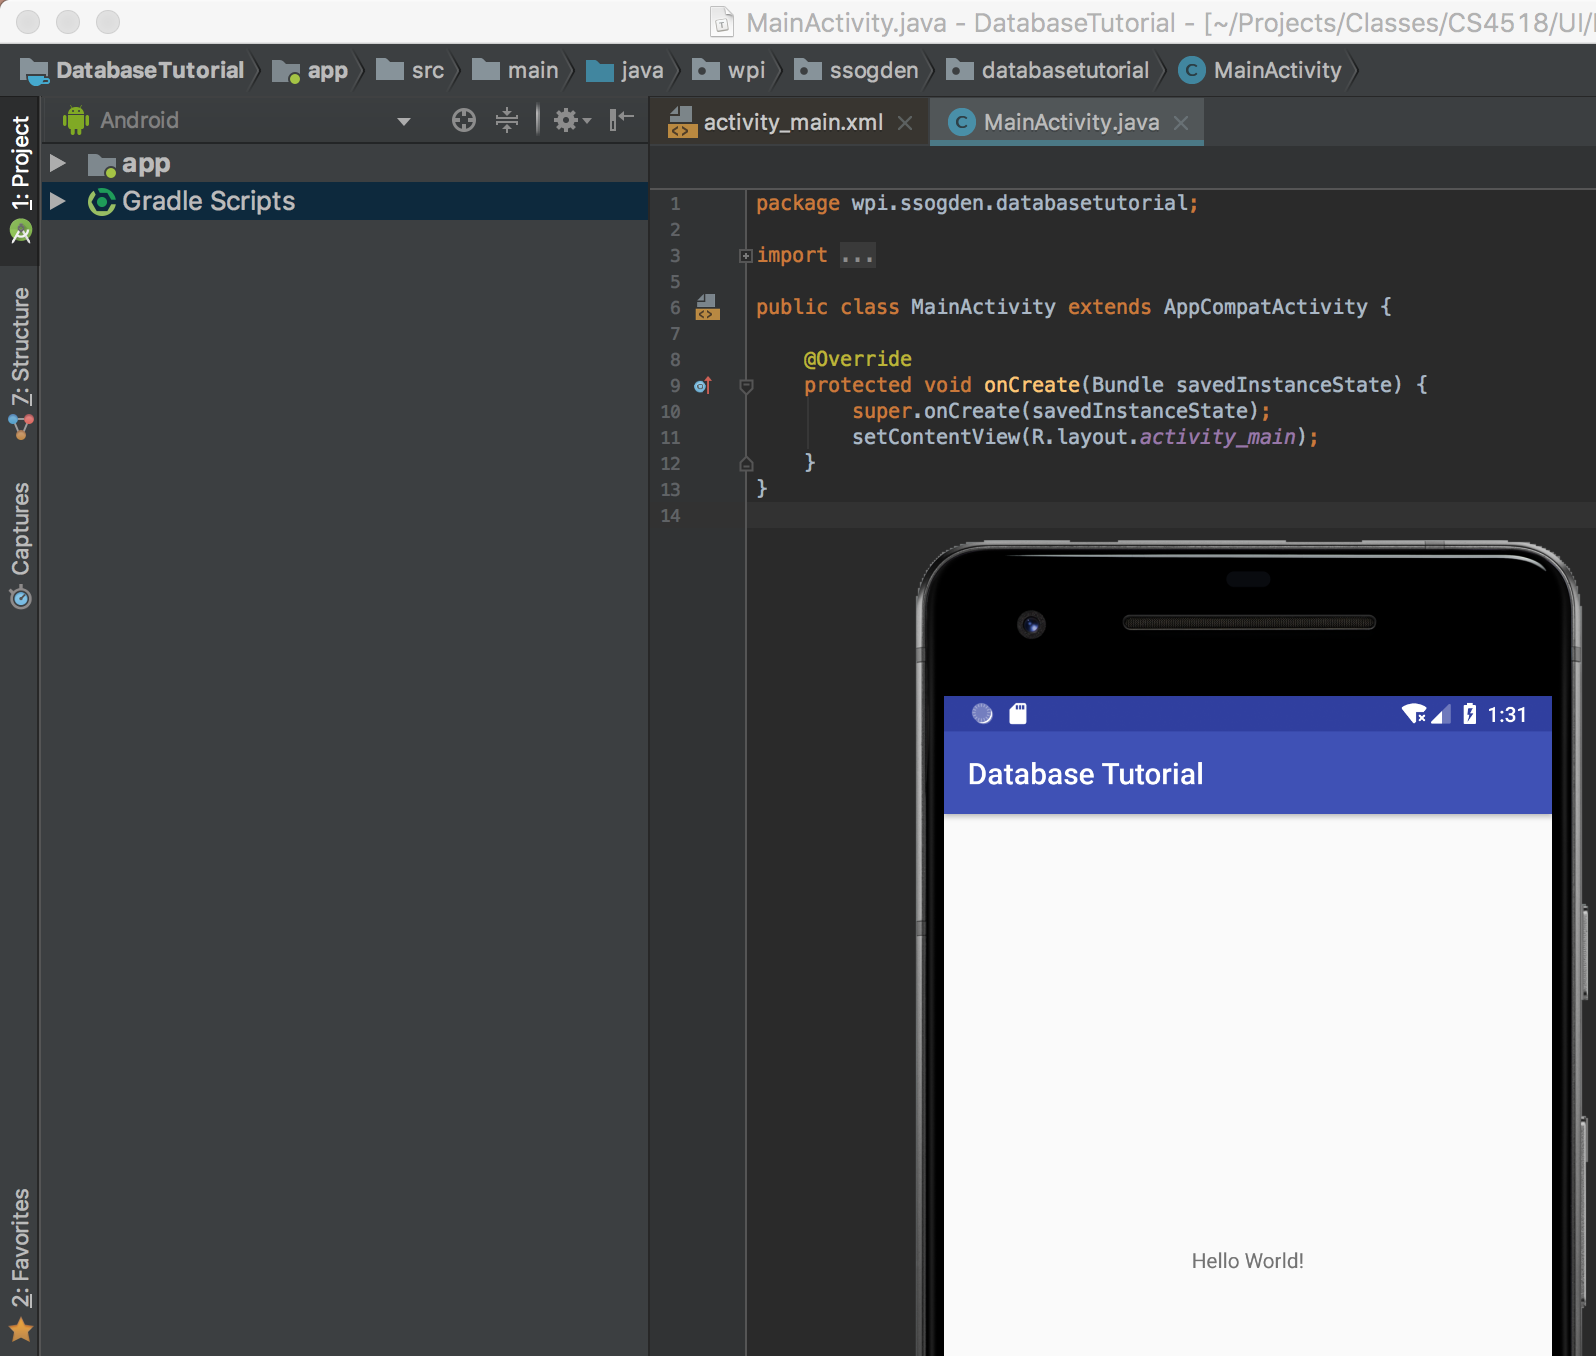 MainActivity.java - DatabaseTutorial - [~/Projects/Classes/CS4518/UI/
DatabaseTutorial app src main java wpi ssogden databasetutorial MainActivity
1: Project
Z: Structure
Captures
2: Favorites
Android
app
Gradle Scripts
activity_main.xml MainActivity.java
1 package wpi.ssogden.databasetutorial;
2
3 import ...
5
6 public class MainActivity extends AppCompatActivity {
7
8 @Override
9 protected void onCreate(Bundle savedInstanceState) {
10 super.onCreate(savedInstanceState);
11 setContentView(R.layout.activity_main);
12 }
13 }
14
1:31
Database Tutorial
Hello World!